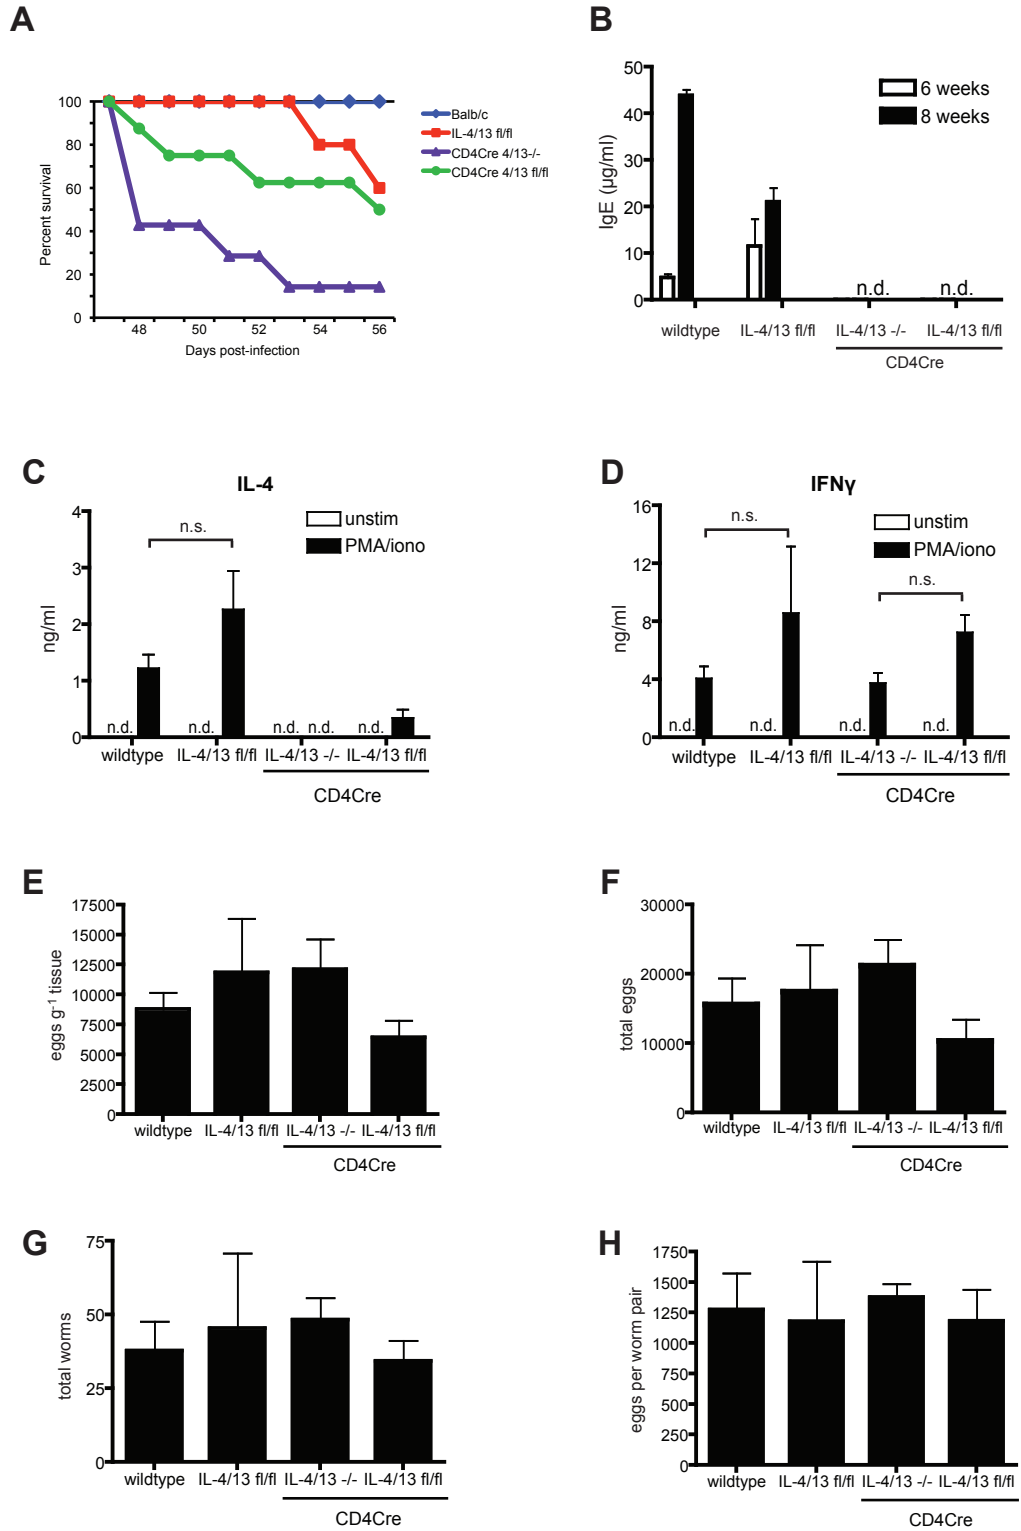 A
100
80
60
40
20
0
Percent survival
48 50 52 54 56
Days post-infection
Balb/c
IL-4/13 fl/fl
CD4Cre 4/13-/-
CD4Cre 4/13 fl/fl
B
50
40
30
20
10
0
IgE (µg/ml)
6 weeks
8 weeks
n.d. n.d.
wildtype IL-4/13 fl/fl IL-4/13 -/- IL-4/13 fl/fl
CD4Cre
C
IL-4
4
3
2
1
0
ng/ml
unstim
PMA/iono
n.s.
n.d. n.d. n.d. n.d. n.d.
wildtype IL-4/13 fl/fl IL-4/13 -/- IL-4/13 fl/fl
CD4Cre
D
IFNγ
16
12
8
4
0
ng/ml
unstim
PMA/iono
n.s.
n.s.
n.d. n.d. n.d. n.d.
wildtype IL-4/13 fl/fl IL-4/13 -/- IL-4/13 fl/fl
CD4Cre
E
17500
15000
12500
10000
7500
5000
2500
0
eggs g⁻¹ tissue
wildtype IL-4/13 fl/fl IL-4/13 -/- IL-4/13 fl/fl
CD4Cre
F
30000
20000
10000
0
total eggs
wildtype IL-4/13 fl/fl IL-4/13 -/- IL-4/13 fl/fl
CD4Cre
G
75
50
25
0
total worms
wildtype IL-4/13 fl/fl IL-4/13 -/- IL-4/13 fl/fl
CD4Cre
H
1750
1500
1250
1000
750
500
250
0
eggs per worm pair
wildtype IL-4/13 fl/fl IL-4/13 -/- IL-4/13 fl/fl
CD4Cre